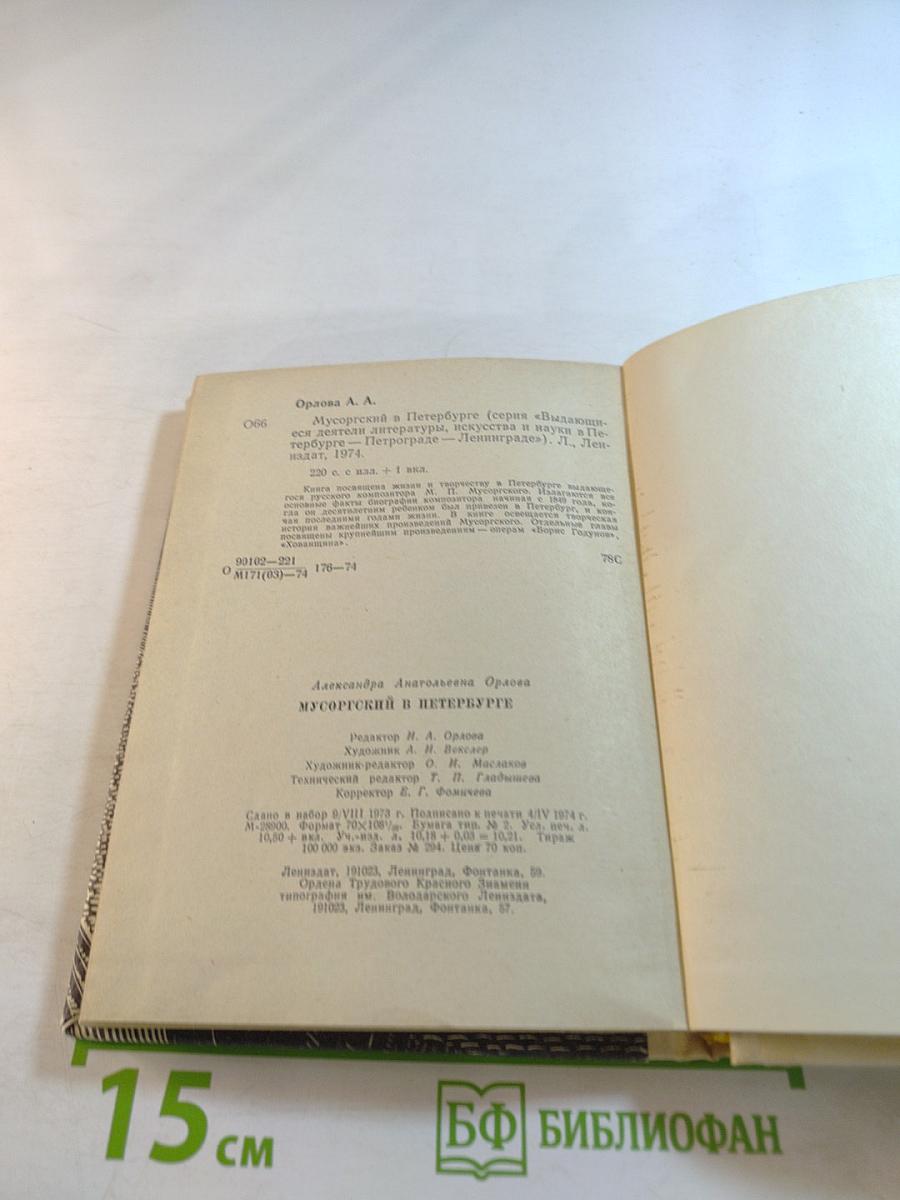 Орлова А. А.
О66 Мусоргский в Петербурге (серия «Выдающи-
еся деятели литературы, искусства и науки в Пе-
тербурге — Петрограде — Ленинграде»). Л., Лен-
издат, 1974.
220 с. с илл. + 1 вкл.
Книга посвящена жизни и творчеству в Петербурге выдающе-
гося русского композитора М. П. Мусоргского. Излагаются все
основные факты биографии композитора начиная с 1849 года, ко-
гда он десятилетним ребенком был привезен в Петербург, и кон-
чая последними годами жизни. В книге освещается творческая
история важнейших произведений Мусоргского. Отдельные главы
посвящены крупнейшим произведениям — операм «Борис Годунов»,
«Хованщина».
О 90102—221 / М171(03)—74 176—74 78С
Александра Анатольевна Орлова
МУСОРГСКИЙ В ПЕТЕРБУРГЕ
Редактор И. А. Орлова
Художник А. И. Векслер
Художник-редактор О. И. Маслаков
Технический редактор Т. П. Гладышева
Корректор Е. Г. Фомичева
Сдано в набор 9/VIII 1973 г. Подписано к печати 4/IV 1974 г.
М-28900. Формат 70×108¹/₃₂. Бумага тип. № 2. Усл. печ. л.
10,50 + вкл. Уч.-изд. л. 10,18 + 0,03 = 10,21. Тираж
100 000 экз. Заказ № 294. Цена 70 коп.
Лениздат, 191023, Ленинград, Фонтанка, 59.
Ордена Трудового Красного Знамени
типография им. Володарского Лениздата,
191023, Ленинград, Фонтанка, 57.
15 см
БФ БИБЛИОФАН